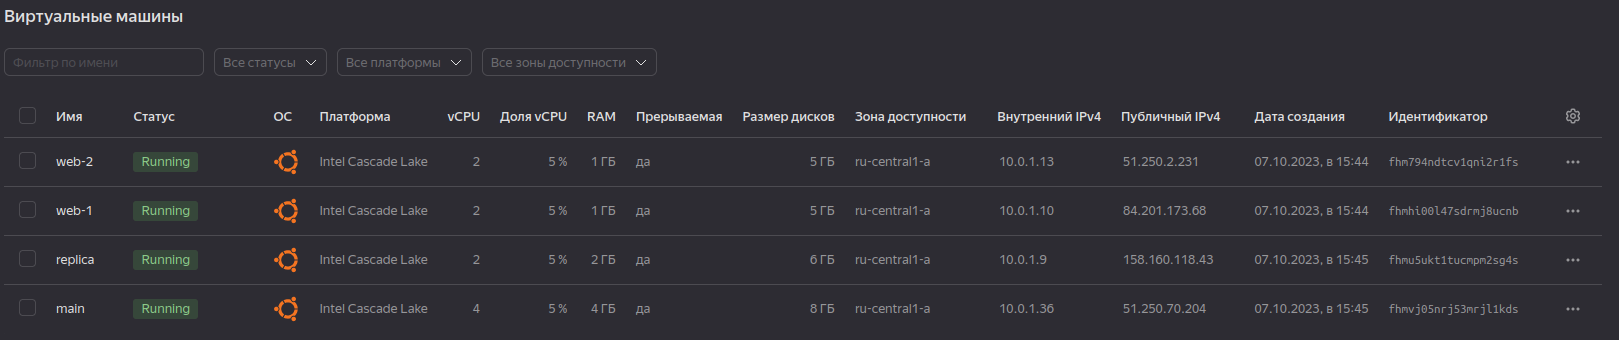 Виртуальные машины
Фильтр по имени Все статусы Все платформы Все зоны доступности
Имя Статус ОС Платформа vCPU Доля vCPU RAM Прерываемая Размер дисков Зона доступности Внутренний IPv4 Публичный IPv4 Дата создания Идентификатор
web-2 Running Intel Cascade Lake 2 5 % 1 ГБ да 5 ГБ ru-central1-a 10.0.1.13 51.250.2.231 07.10.2023, в 15:44 fhm794ndtcv1qni2r1fs
web-1 Running Intel Cascade Lake 2 5 % 1 ГБ да 5 ГБ ru-central1-a 10.0.1.10 84.201.173.68 07.10.2023, в 15:44 fhmhi00l47sdrmj8ucnb
replica Running Intel Cascade Lake 2 5 % 2 ГБ да 6 ГБ ru-central1-a 10.0.1.9 158.160.118.43 07.10.2023, в 15:45 fhmu5ukt1tucmpm2sg4s
main Running Intel Cascade Lake 4 5 % 4 ГБ да 8 ГБ ru-central1-a 10.0.1.36 51.250.70.204 07.10.2023, в 15:45 fhmvj05nrj53mrjl1kds